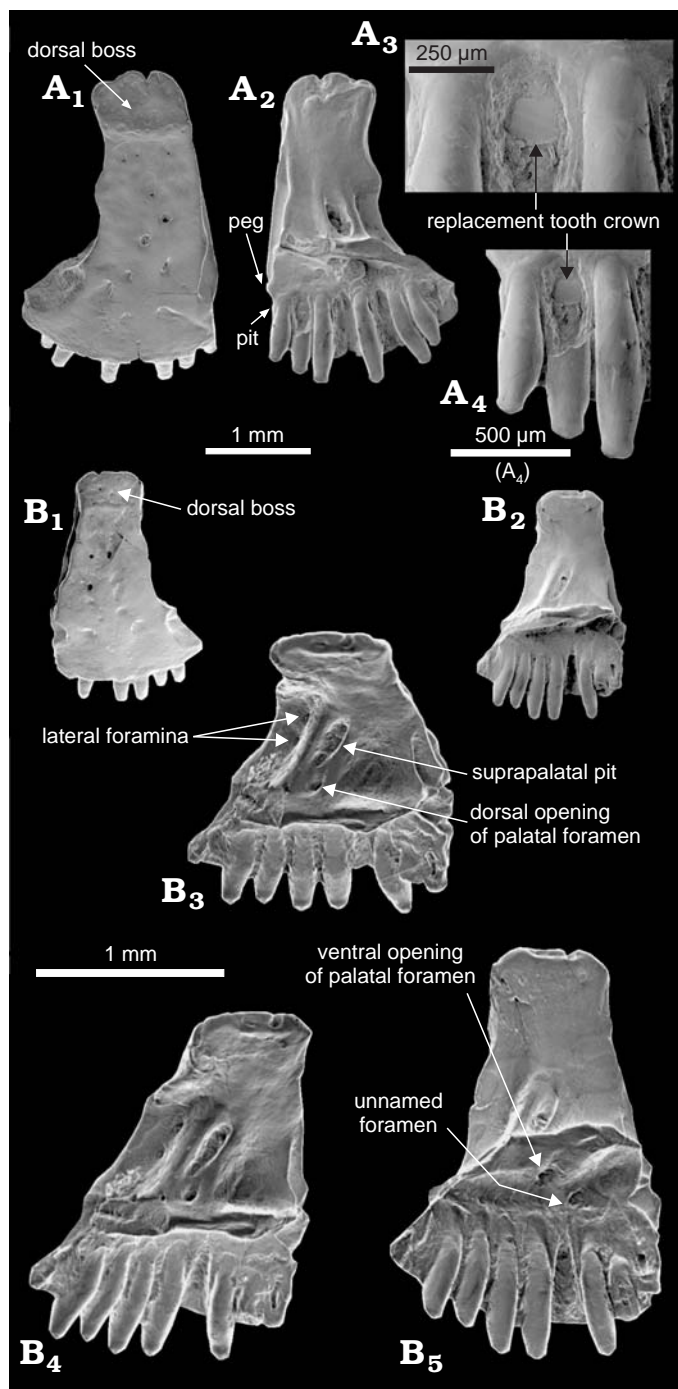 dorsal boss
A1
A2
A3
250 µm
replacement tooth crown
peg
pit
A4
1 mm
500 µm
(A4)
B1
dorsal boss
B2
lateral foramina
suprapalatal pit
dorsal opening
of palatal foramen
B3
1 mm
ventral opening
of palatal foramen
unnamed
foramen
B4
B5